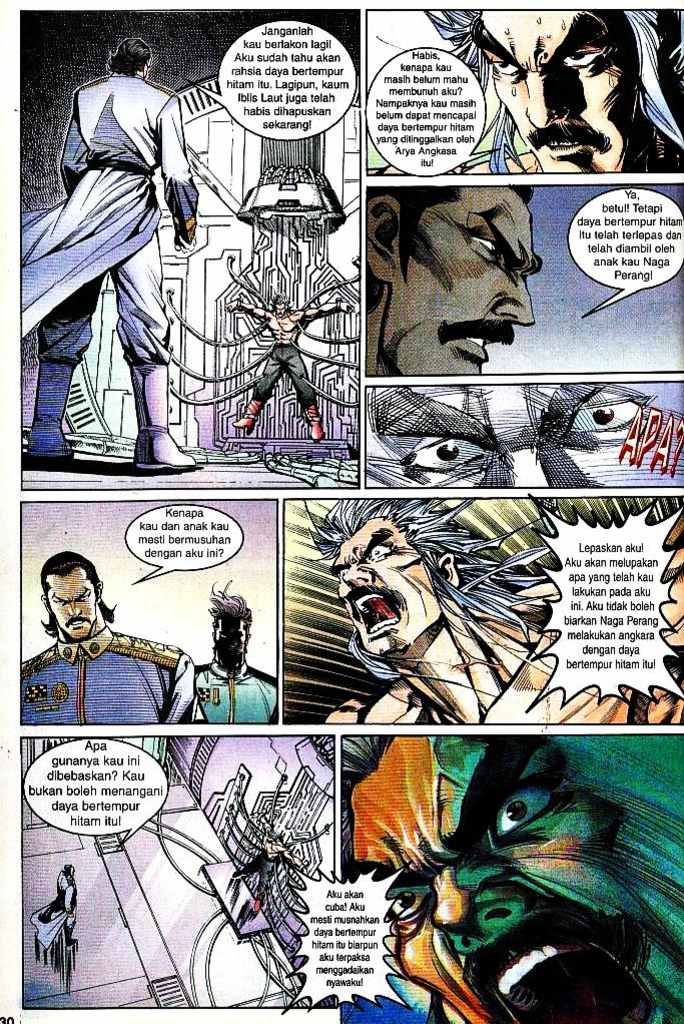 Janganlah
kau berlakon lagi!
Aku sudah tahu akan
rahsia daya bertempur
hitam itu. Lagipun, kaum
Iblis Laut juga telah
habis dihapuskan
sekarang!
Habis,
kenapa kau
masih belum mahu
membunuh aku?
Nampaknya kau masih
belum dapat mencapai
daya bertempur hitam
yang ditinggalkan oleh
Arya Angkasa
itu!
Ya,
betul! Tetapi
daya bertempur hitam
itu telah terlepas dan
telah diambil oleh
anak kau Naga
Perang!
APA?
Kenapa
kau dan anak kau
mesti bermusuhan
dengan aku ini?
Lepaskan aku!
Aku akan melupakan
apa yang telah kau
lakukan pada aku
ini. Aku tidak boleh
biarkan Naga Perang
melakukan angkara
dengan daya
bertempur hitam itu!
Apa
gunanya kau ini
dibebaskan? Kau
bukan boleh menangani
daya bertempur
hitam itu!
Aku akan
cuba! Aku
mesti musnahkan
daya bertempur
hitam itu biarpun
aku terpaksa
menggadaikan
nyawaku!
30